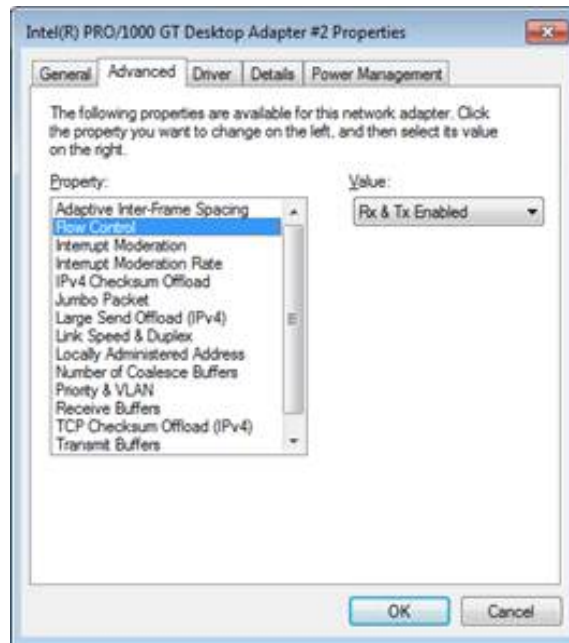 Intel(R) PRO/1000 GT Desktop Adapter #2 Properties
General Advanced Driver Details Power Management
The following properties are available for this network adapter. Click
the property you want to change on the left, and then select its value
on the right.
Property:
Value:
Adaptive Inter-Frame Spacing
Rx & Tx Enabled
Flow Control
Interrupt Moderation
Interrupt Moderation Rate
IPv4 Checksum Offload
Jumbo Packet
Large Send Offload (IPv4)
Link Speed & Duplex
Locally Administered Address
Number of Coalesce Buffers
Priority & VLAN
Receive Buffers
TCP Checksum Offload (IPv4)
Transmit Buffers
OK Cancel